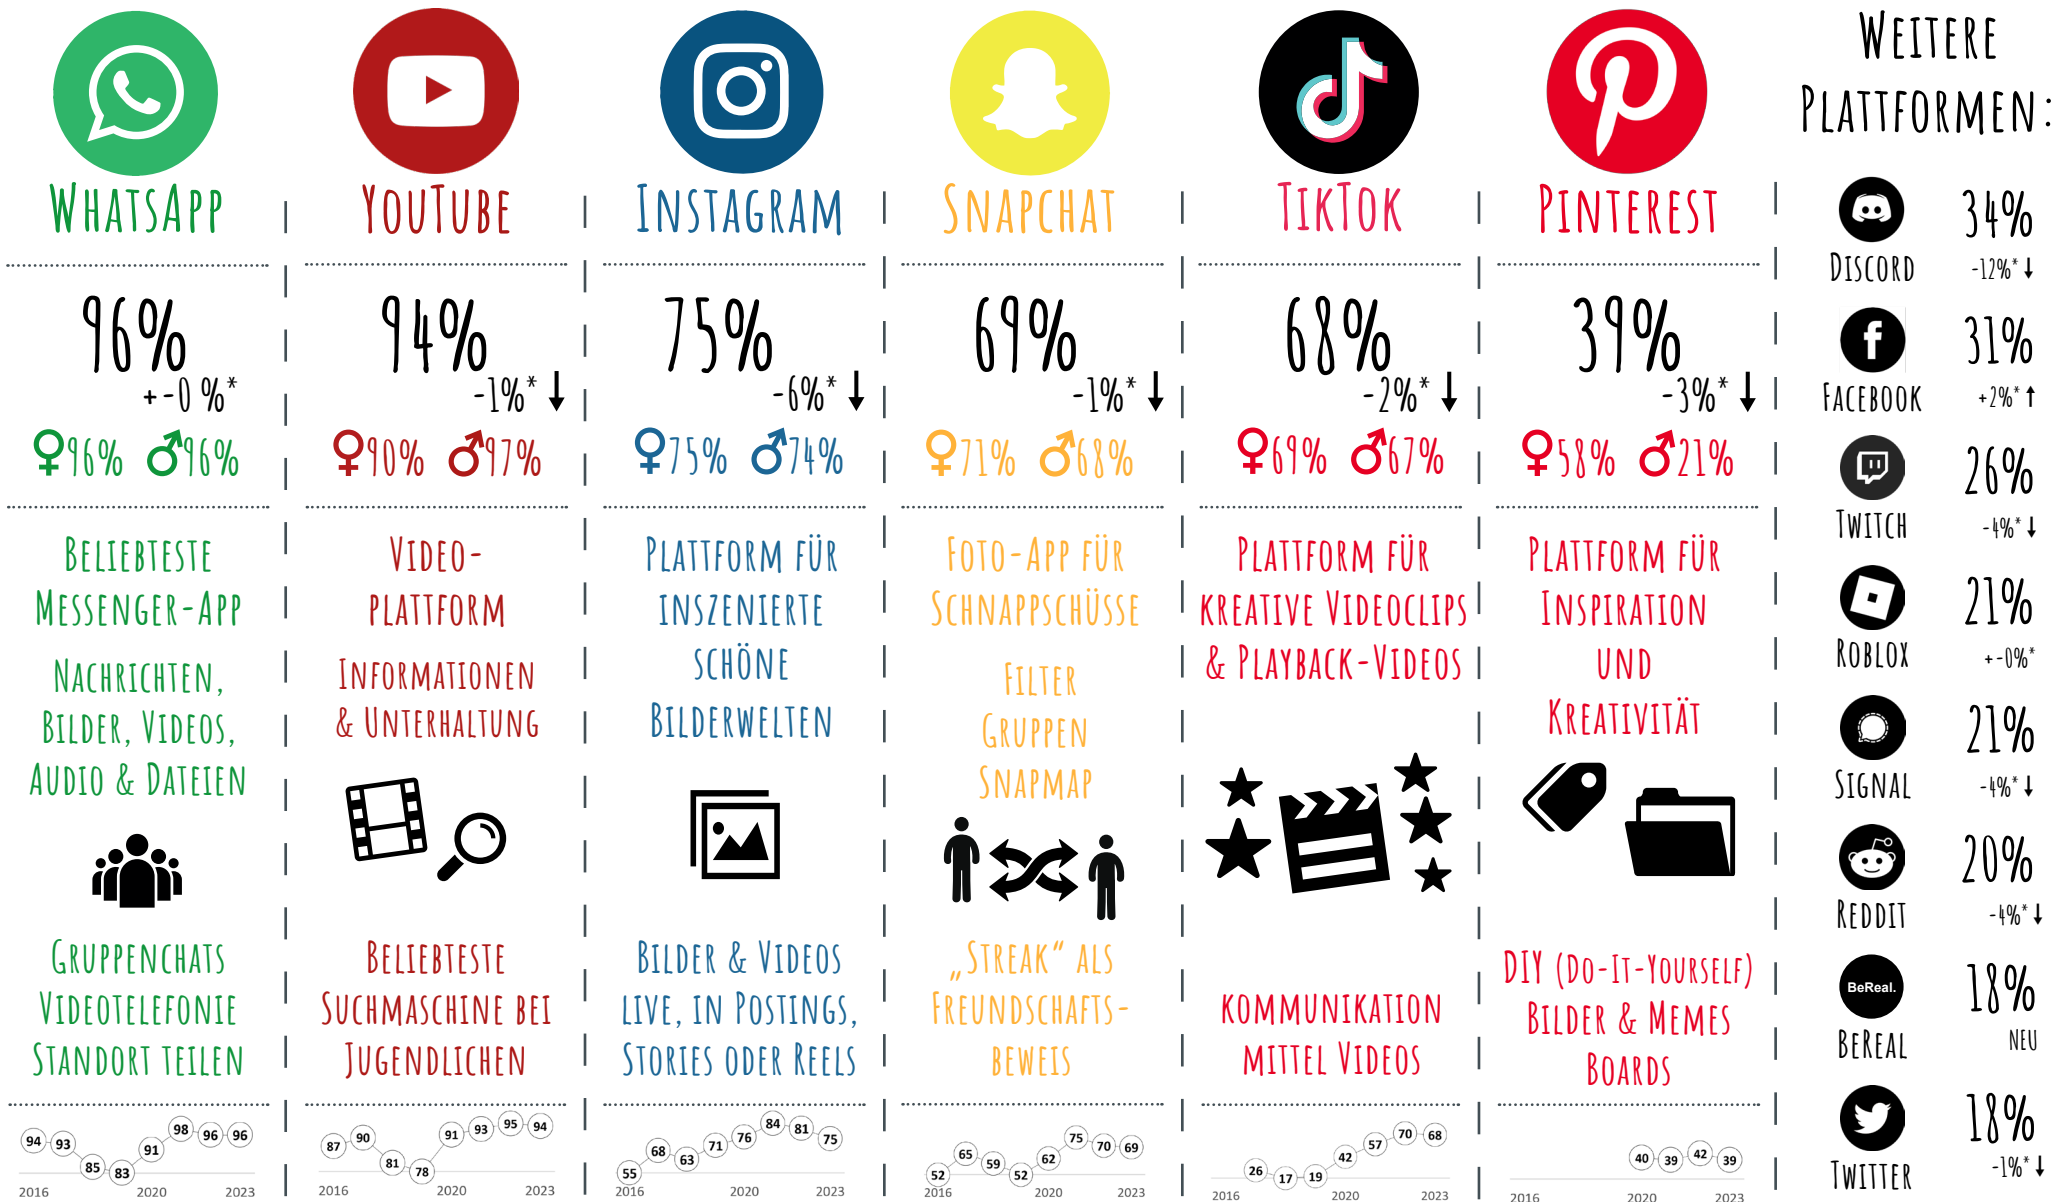 WhatsApp
96%
+-0 %*
♀96% ♂96%
Beliebteste
Messenger-App
Nachrichten,
Bilder, Videos,
Audio & Dateien
Gruppenchats
Videotelefonie
Standort teilen
94 93 85 83 91 98 96 96
2016 2020 2023
YouTube
94%
-1%* ↓
♀90% ♂97%
Video-
plattform
Informationen
& Unterhaltung
Beliebteste
Suchmaschine bei
Jugendlichen
87 90 81 78 91 93 95 94
2016 2020 2023
Instagram
75%
-6%* ↓
♀75% ♂74%
Plattform für
inszenierte
schöne
Bilderwelten
Bilder & Videos
live, in Postings,
Stories oder Reels
55 68 63 71 76 84 81 75
2016 2020 2023
Snapchat
69%
-1%* ↓
♀71% ♂68%
Foto-App für
Schnappschüsse
Filter
Gruppen
Snapmap
„Streak“ als
Freundschafts-
beweis
52 65 59 52 62 75 70 69
2016 2020 2023
TikTok
68%
-2%* ↓
♀69% ♂67%
Plattform für
kreative Videoclips
& Playback-Videos
kommunikation
mittel Videos
26 17 19 42 57 70 68
2016 2020 2023
Pinterest
39%
-3%* ↓
♀58% ♂21%
Plattform für
Inspiration
und
Kreativität
DIY (Do-It-Yourself)
Bilder & Memes
Boards
40 39 42 39
2016 2020 2023
Weitere
Plattformen:
34%
Discord -12%* ↓
31%
Facebook +2%* ↑
26%
Twitch -4%* ↓
21%
Roblox +-0%*
21%
Signal -4%* ↓
20%
Reddit -4%* ↓
BeReal. 18%
BeReal neu
18%
Twitter -1%* ↓